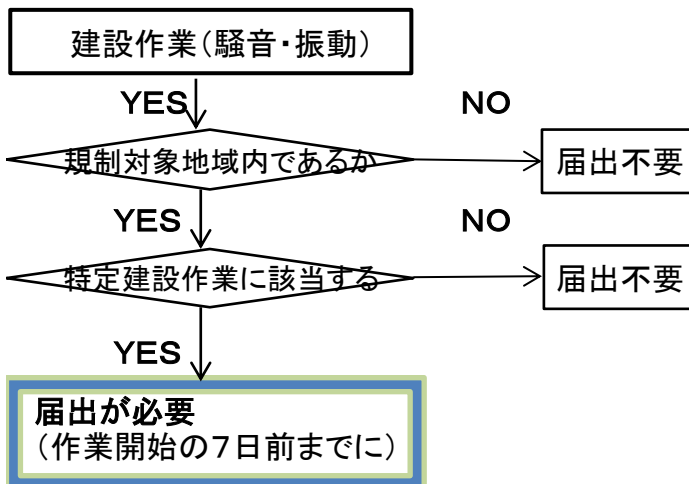 建設作業（騒音・振動）
YES
NO
規制対象地域内であるか
届出不要
YES
NO
特定建設作業に該当する
届出不要
YES
届出が必要
（作業開始の７日前までに）